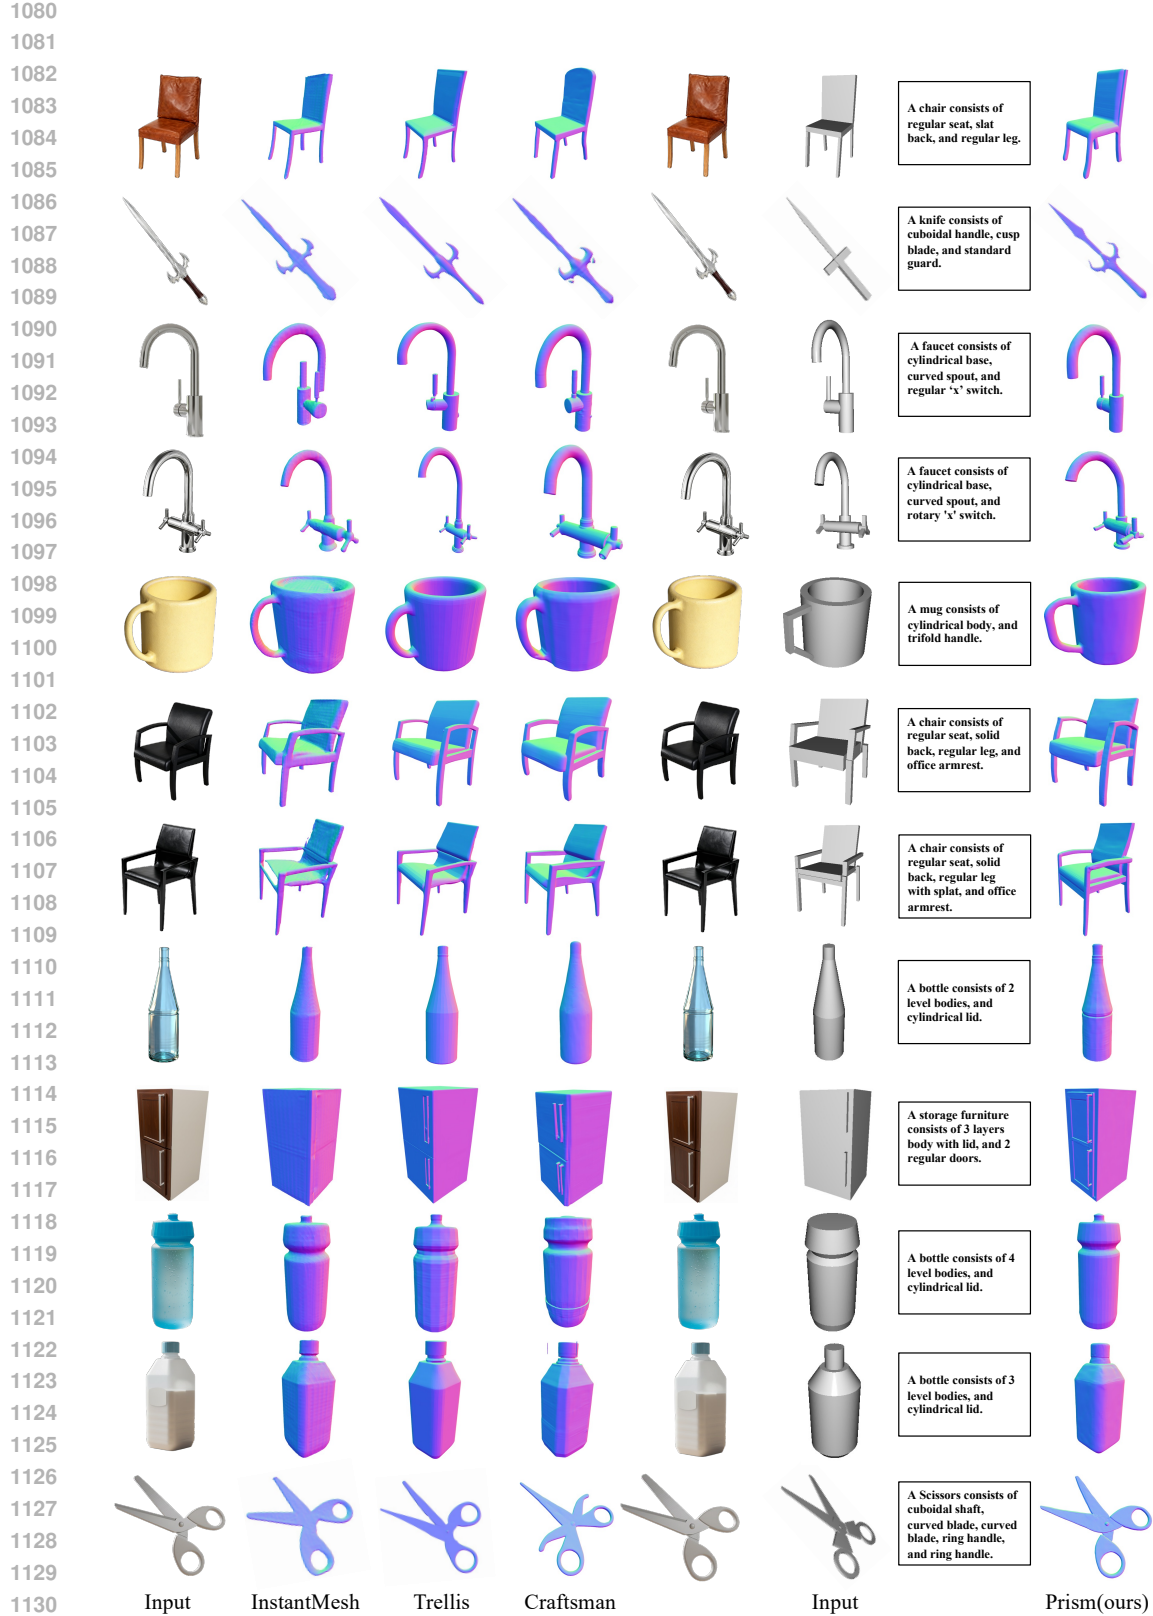 1080
1081
1082
1083
1084
1085
1086
1087
1088
1089
1090
1091
1092
1093
1094
1095
1096
1097
1098
1099
1100
1101
1102
1103
1104
1105
1106
1107
1108
1109
1110
1111
1112
1113
1114
1115
1116
1117
1118
1119
1120
1121
1122
1123
1124
1125
1126
1127
1128
1129
1130
A chair consists of
regular seat, slat
back, and regular leg.
A knife consists of
cuboidal handle, cusp
blade, and standard
guard.
A faucet consists of
cylindrical base,
curved spout, and
regular ‘x’ switch.
A faucet consists of
cylindrical base,
curved spout, and
rotary 'x' switch.
A mug consists of
cylindrical body, and
trifold handle.
A chair consists of
regular seat, solid
back, regular leg, and
office armrest.
A chair consists of
regular seat, solid
back, regular leg
with splat, and office
armrest.
A bottle consists of 2
level bodies, and
cylindrical lid.
A storage furniture
consists of 3 layers
body with lid, and 2
regular doors.
A bottle consists of 4
level bodies, and
cylindrical lid.
A bottle consists of 3
level bodies, and
cylindrical lid.
A Scissors consists of
cuboidal shaft,
curved blade, curved
blade, ring handle,
and ring handle.
Input InstantMesh Trellis Craftsman Input Prism(ours)